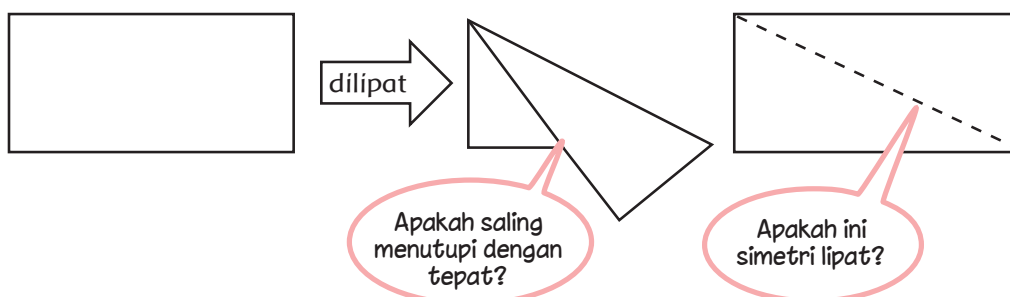 dilipat
Apakah saling
menutupi dengan
tepat?
Apakah ini
simetri lipat?